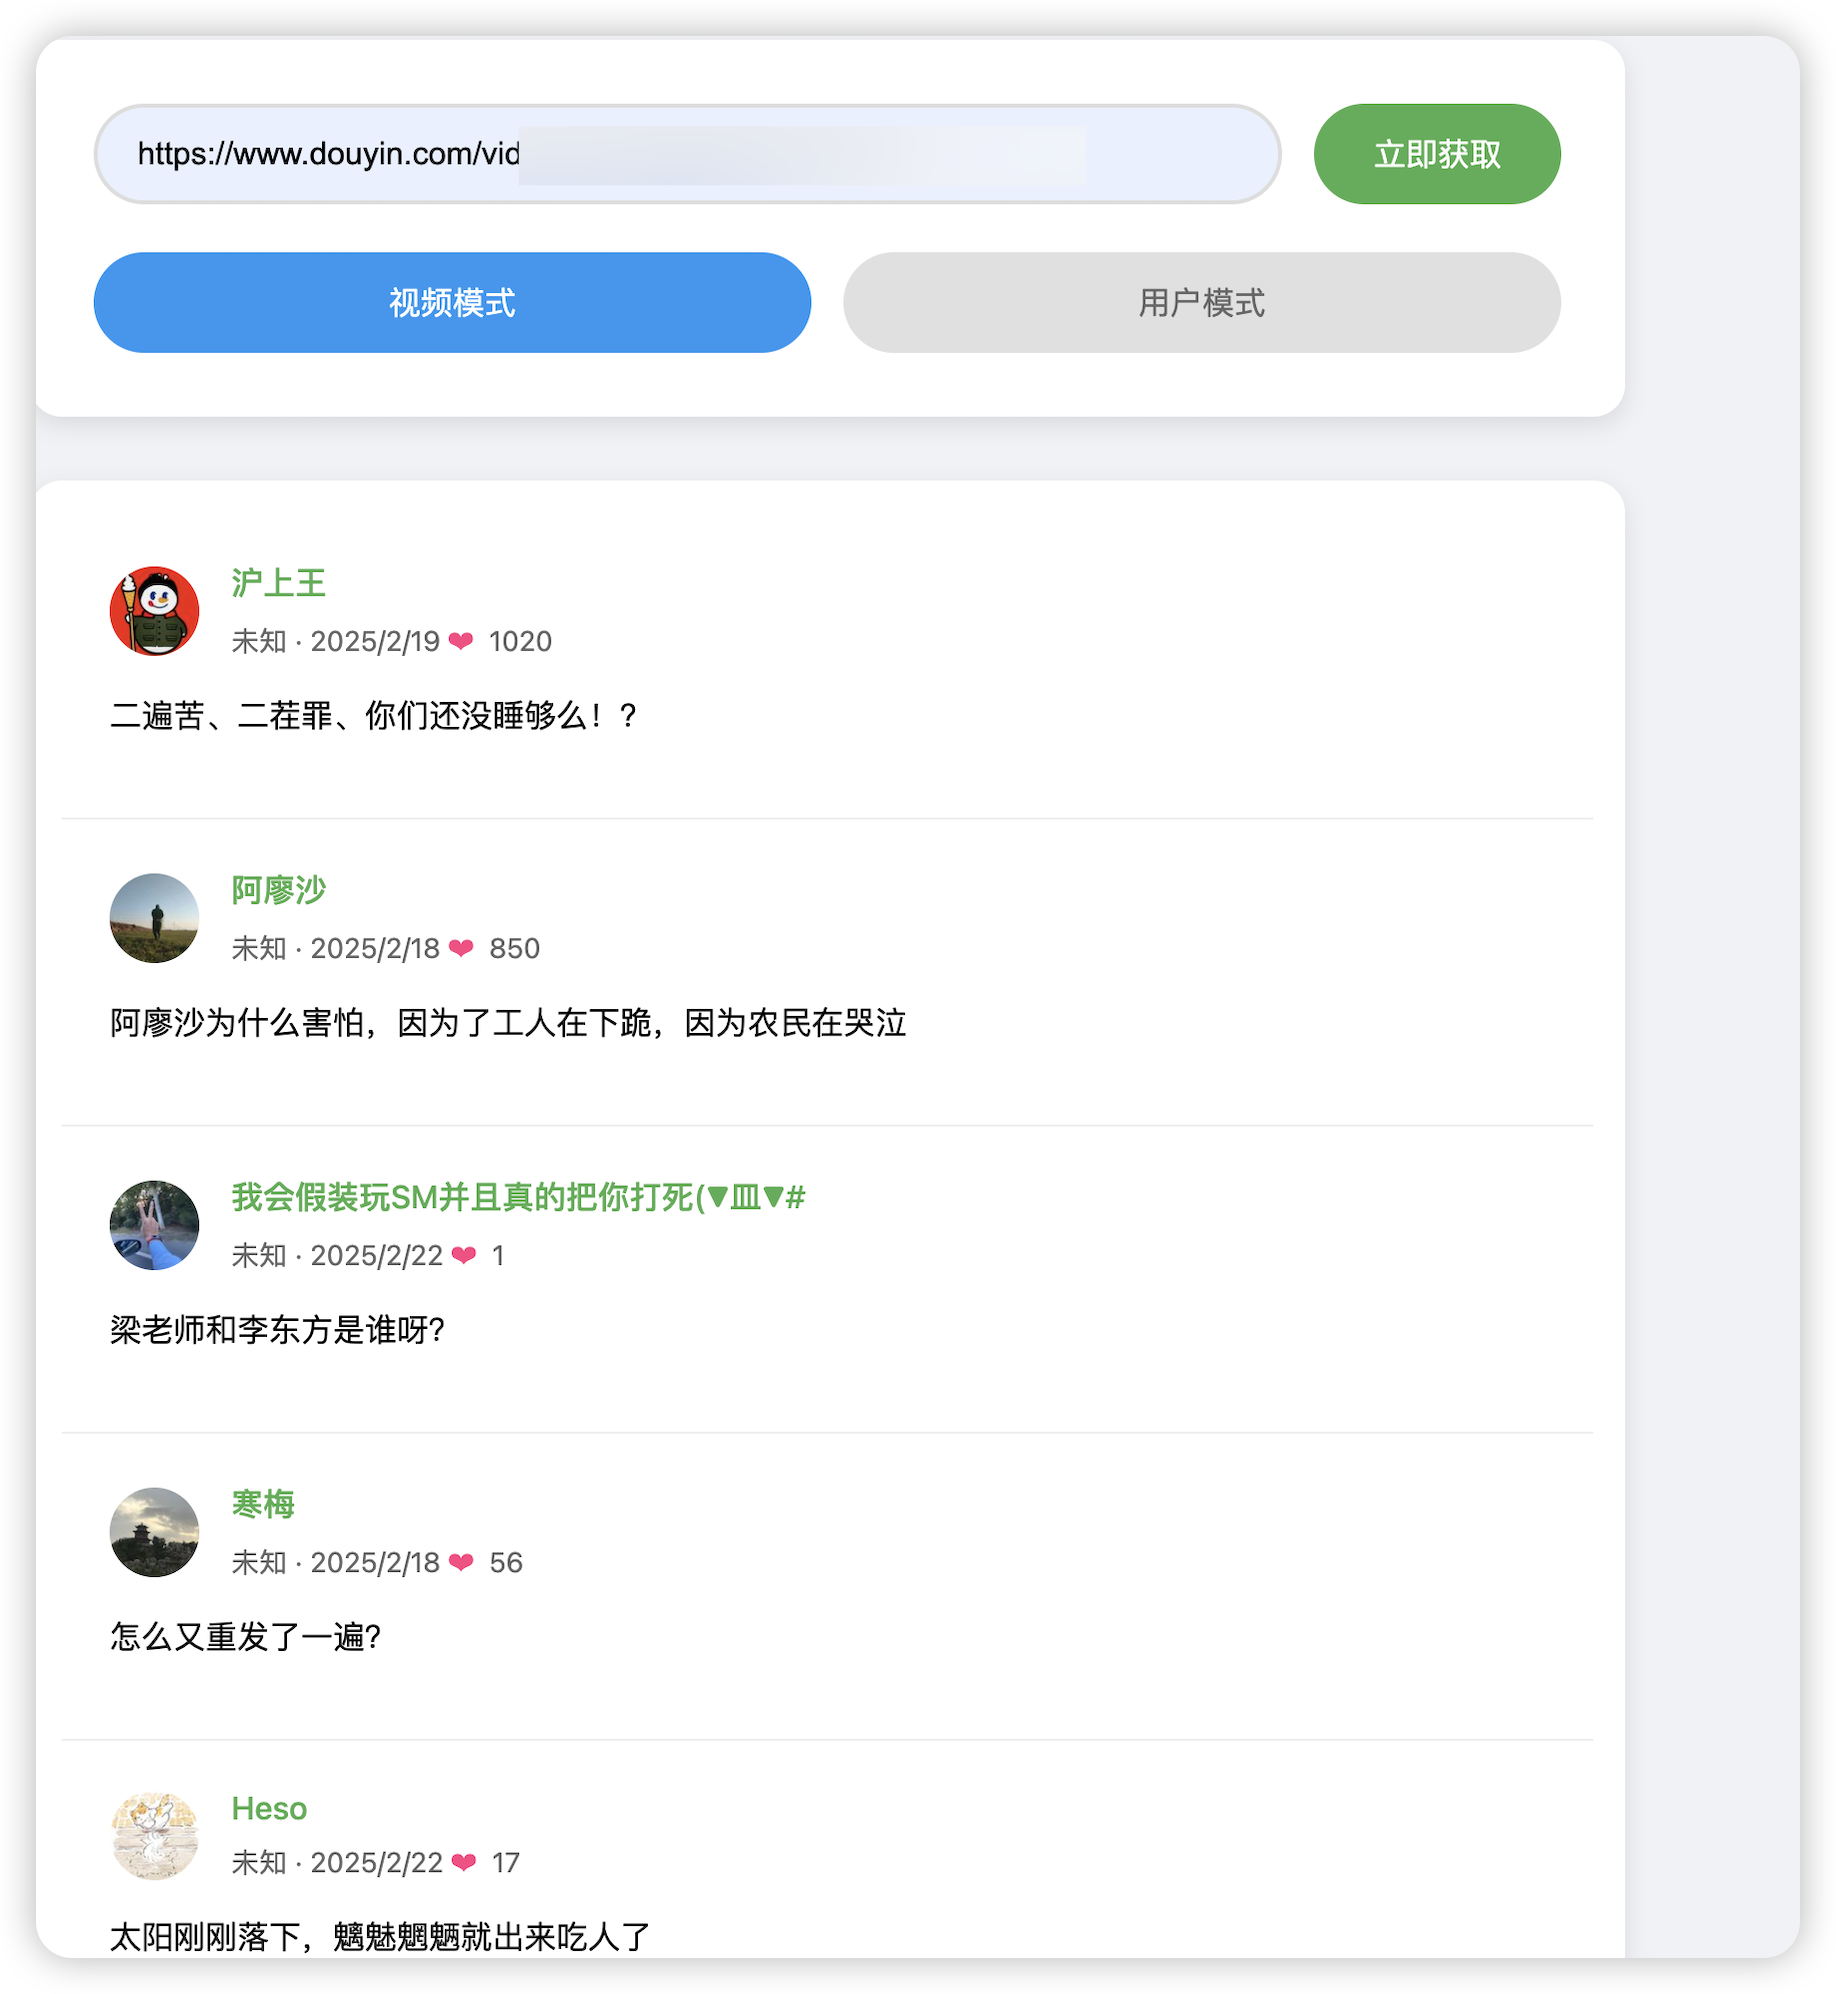 https://www.douyin.com/vid
立即获取
视频模式
用户模式
沪上王
未知 · 2025/2/19 ❤ 1020
二遍苦、二茬罪、你们还没睡够么！？
阿廖沙
未知 · 2025/2/18 ❤ 850
阿廖沙为什么害怕，因为了工人在下跪，因为农民在哭泣
我会假装玩SM并且真的把你打死(▼皿▼#
未知 · 2025/2/22 ❤ 1
梁老师和李东方是谁呀?
寒梅
未知 · 2025/2/18 ❤ 56
怎么又重发了一遍?
Heso
未知 · 2025/2/22 ❤ 17
太阳刚刚落下，魑魅魍魉就出来吃人了